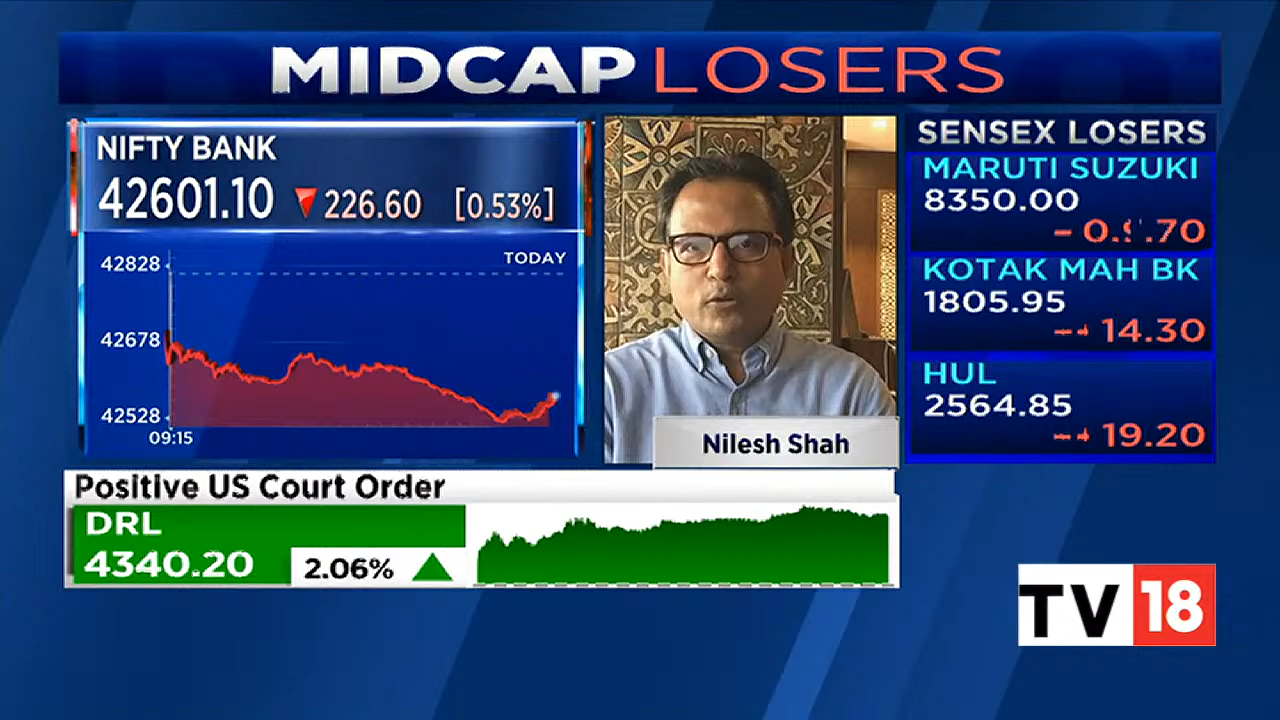 MIDCAP LOSERS
NIFTY BANK
42601.10 ▼ 226.60 [0.53%]
TODAY
42828
42678
42528
09:15
Nilesh Shah
SENSEX LOSERS
MARUTI SUZUKI
8350.00
KOTAK MAH BK
1805.95
14.30
HUL
2564.85
19.20
Positive US Court Order
DRL
4340.20 2.06% ▲
TV18